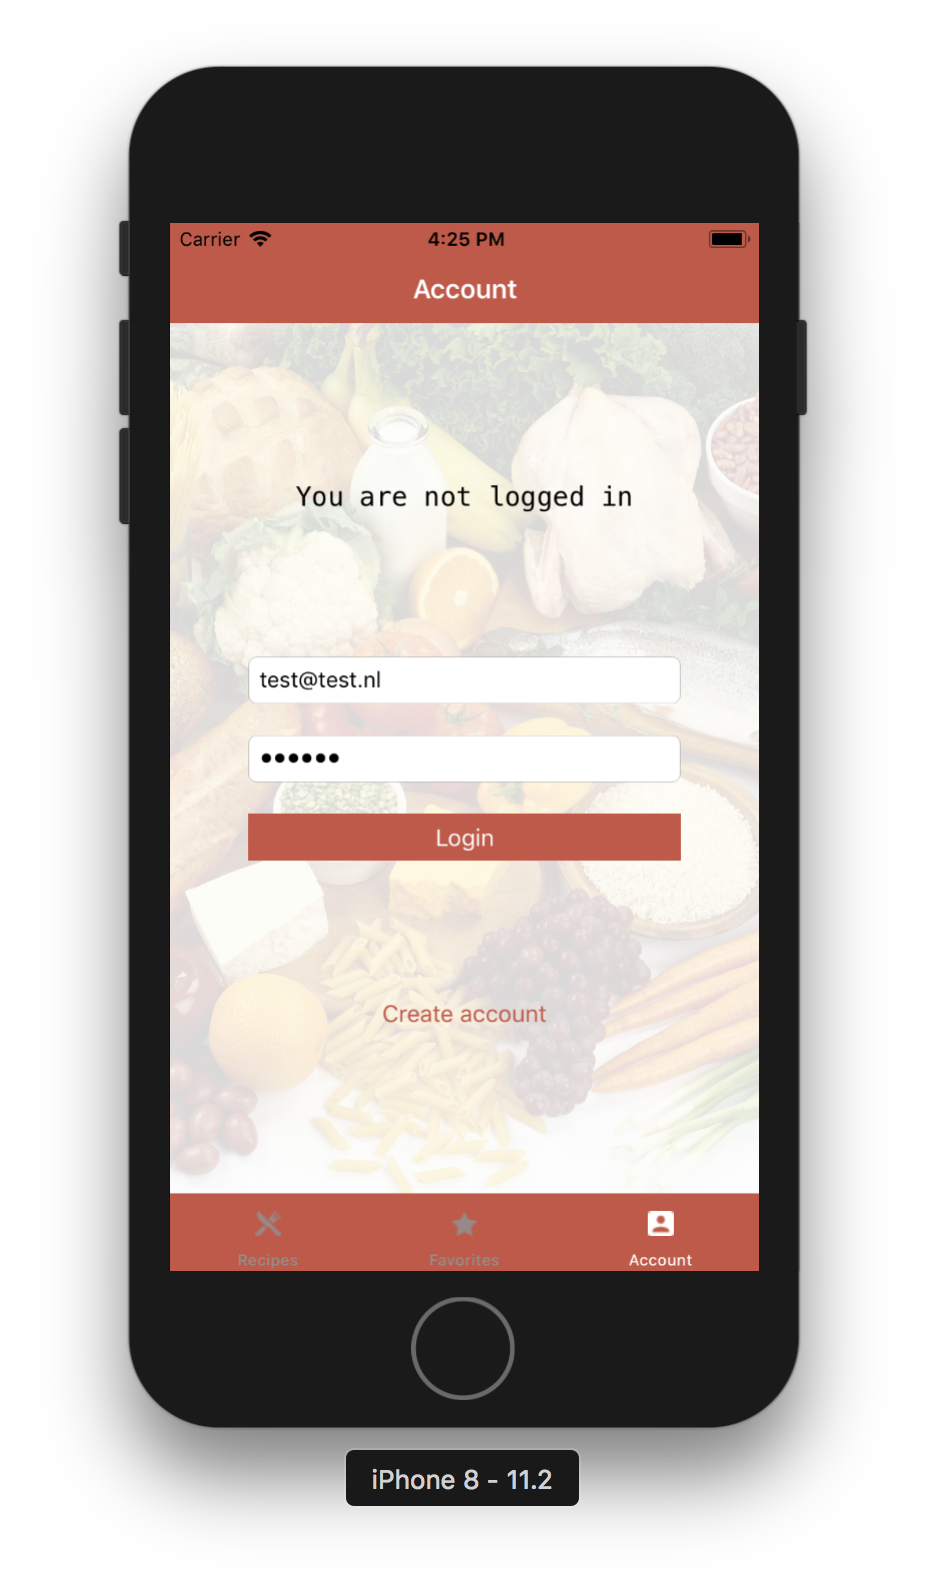 Carrier 4:25 PM
Account
You are not logged in
test@test.nl
••••••
Login
Create account
Recipes Favorites Account
iPhone 8 - 11.2